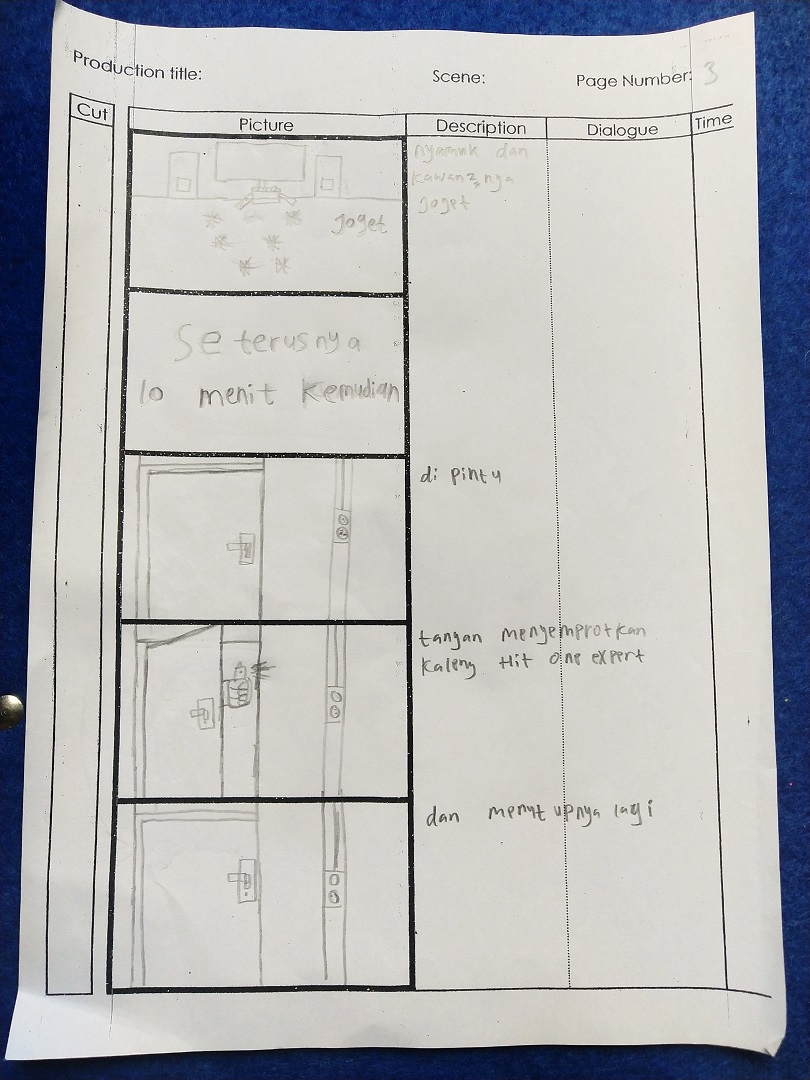 Production title:
Scene:
Page Number: 3
Cut
Picture
Description
Dialogue
Time
Joget
nyamuk dan
kawan2nya
joget
Seterusnya
10 menit kemudian
di pintu
tangan menyemprotkan
kaleng Hit one expert
dan menutupnya lagi